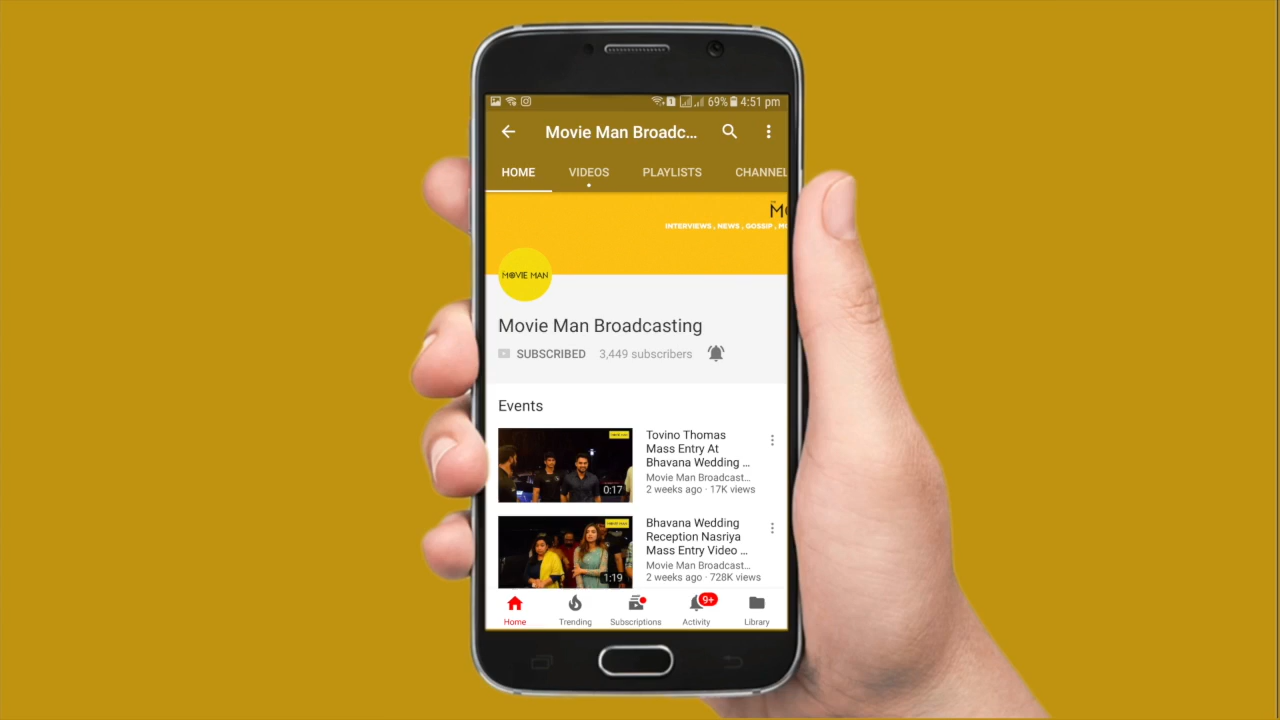 69% 4:51 pm
Movie Man Broadc...
HOME VIDEOS PLAYLISTS CHANNEL
INTERVIEWS , NEWS , GOSSIP ,
MOVIE MAN
Movie Man Broadcasting
SUBSCRIBED 3,449 subscribers
Events
Tovino Thomas
Mass Entry At
Bhavana Wedding ...
Movie Man Broadcast...
2 weeks ago · 17K views
0:17
Bhavana Wedding
Reception Nasriya
Mass Entry Video ...
Movie Man Broadcast...
2 weeks ago · 728K views
1:19
9+
Home Trending Subscriptions Activity Library